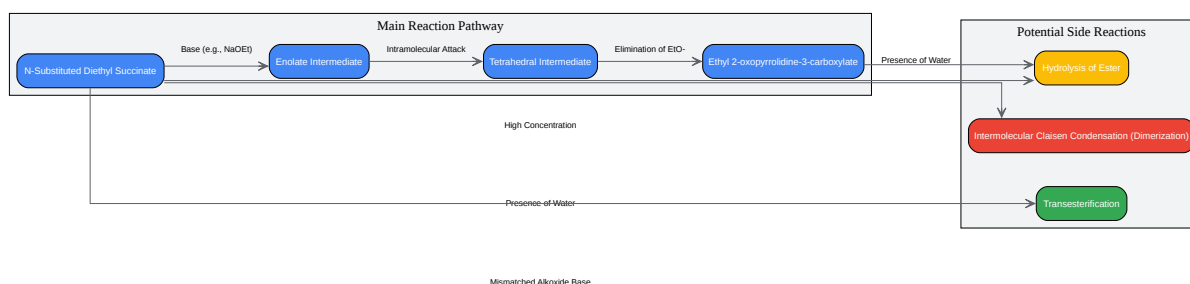 Main Reaction Pathway
Potential Side Reactions
Base (e.g., NaOEt)
Intramolecular Attack
Elimination of EtO-
N-Substituted Diethyl Succinate
Enolate Intermediate
Tetrahedral Intermediate
Ethyl 2-oxopyrrolidine-3-carboxylate
Presence of Water
Hydrolysis of Ester
High Concentration
Intermolecular Claisen Condensation (Dimerization)
Presence of Water
Transesterification
Mismatched Alkoxide Base